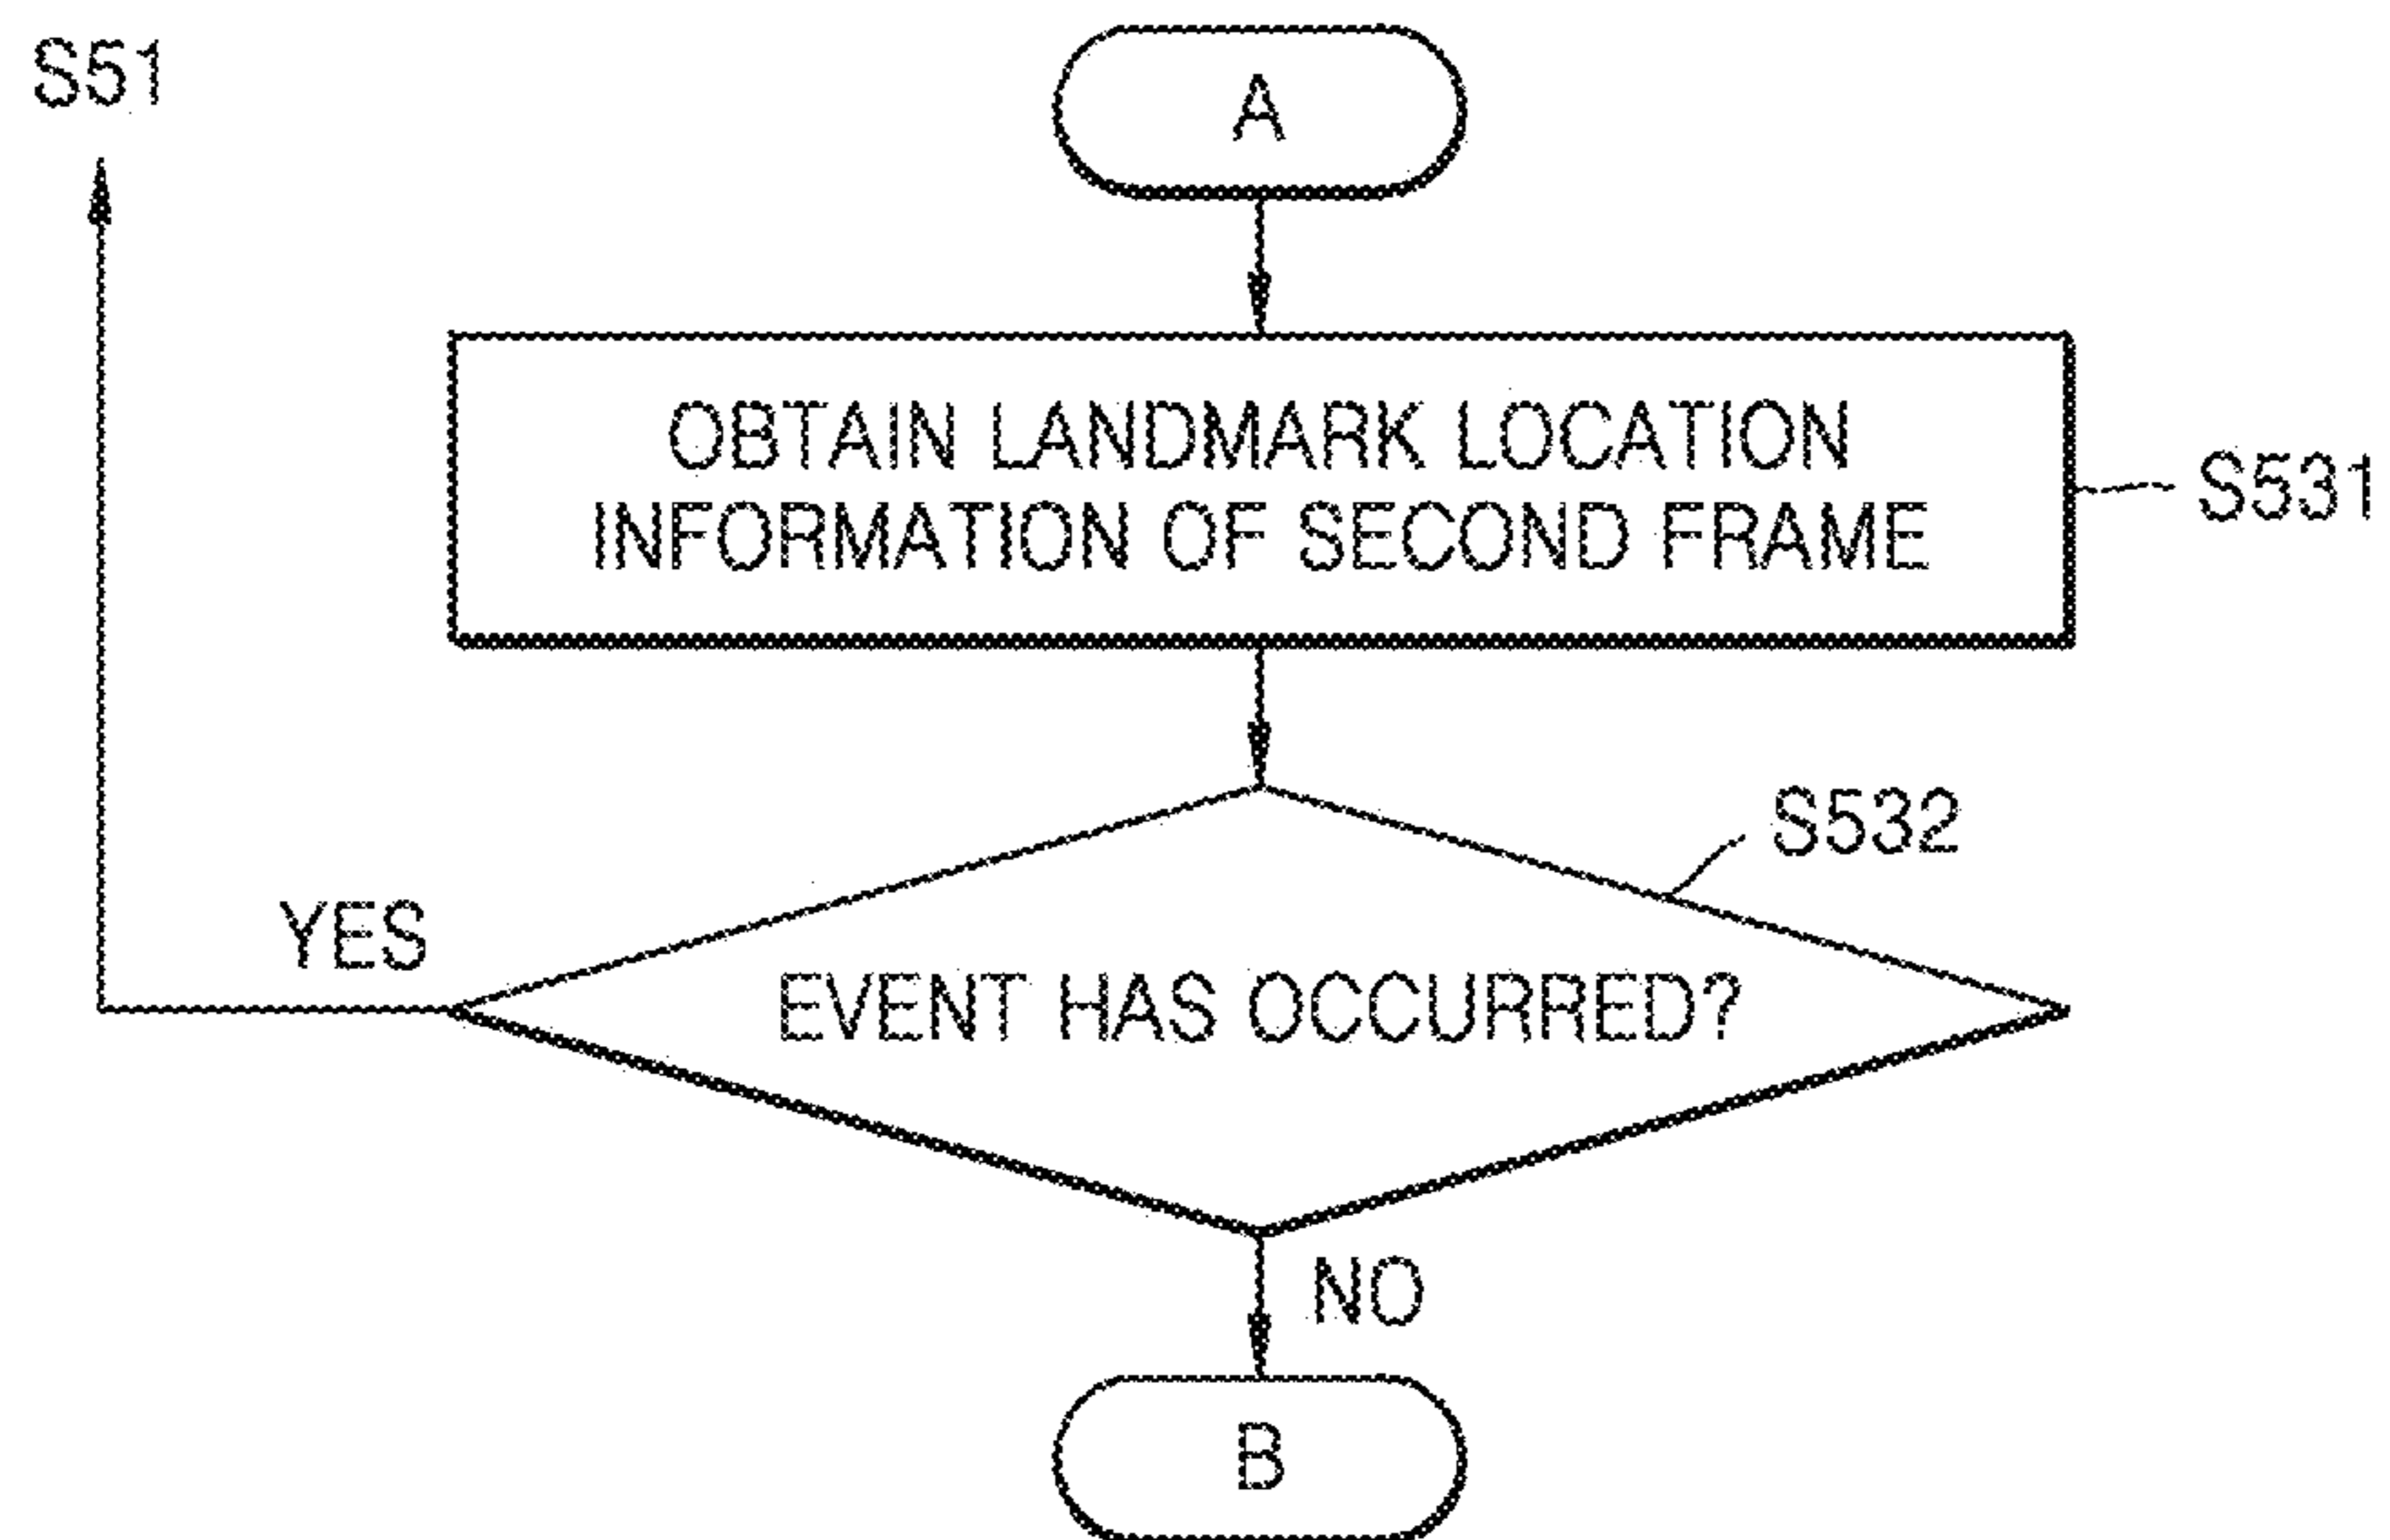 S51
A
OBTAIN LANDMARK LOCATION
INFORMATION OF SECOND FRAME
S531
S532
YES
EVENT HAS OCCURRED?
NO
B